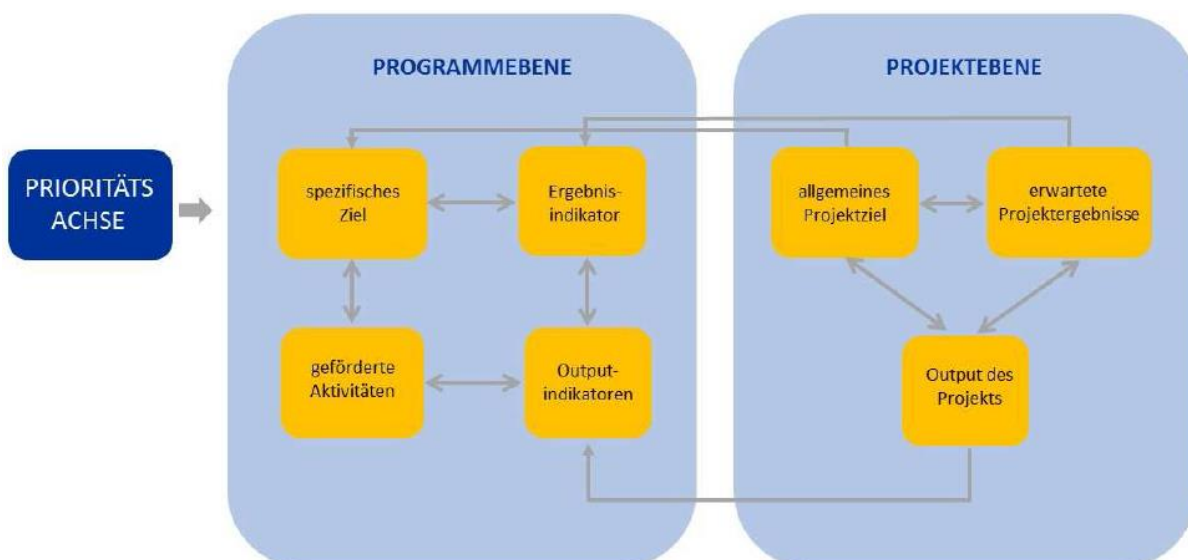 PROGRAMMEBENE
PROJEKTEBENE
PRIORITÄTS
ACHSE
spezifisches
Ziel
Ergebnis-
indikator
allgemeines
Projektziel
erwartete
Projektergebnisse
geförderte
Aktivitäten
Output-
indikatoren
Output des
Projekts